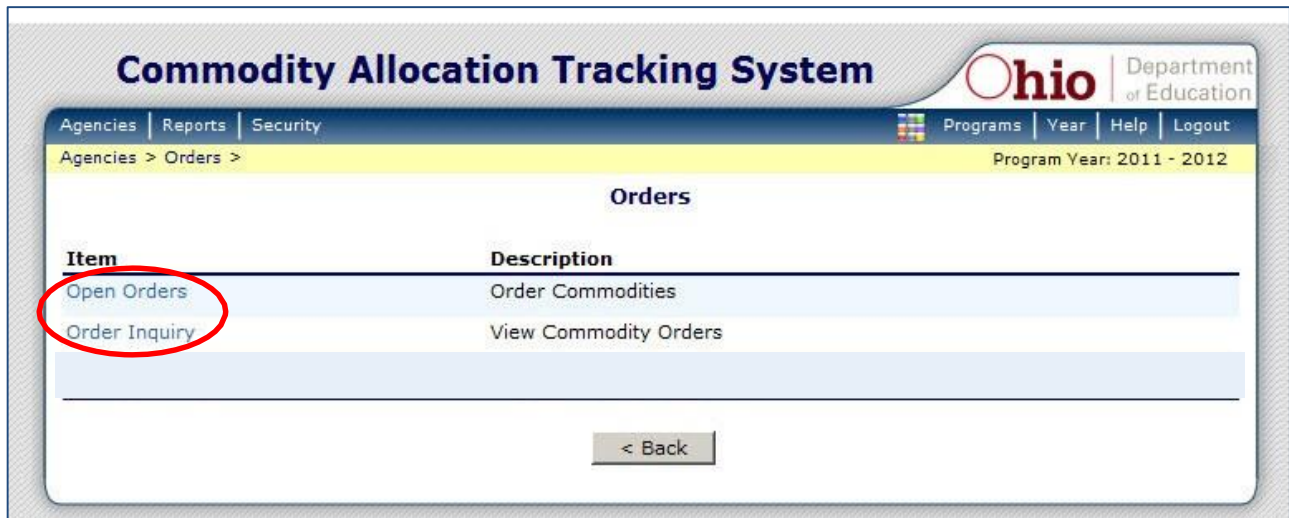 Commodity Allocation Tracking System
Ohio Department of Education
Agencies | Reports | Security Programs | Year | Help | Logout
Agencies > Orders > Program Year: 2011 - 2012
Orders
Item Description
Open Orders Order Commodities
Order Inquiry View Commodity Orders
< Back